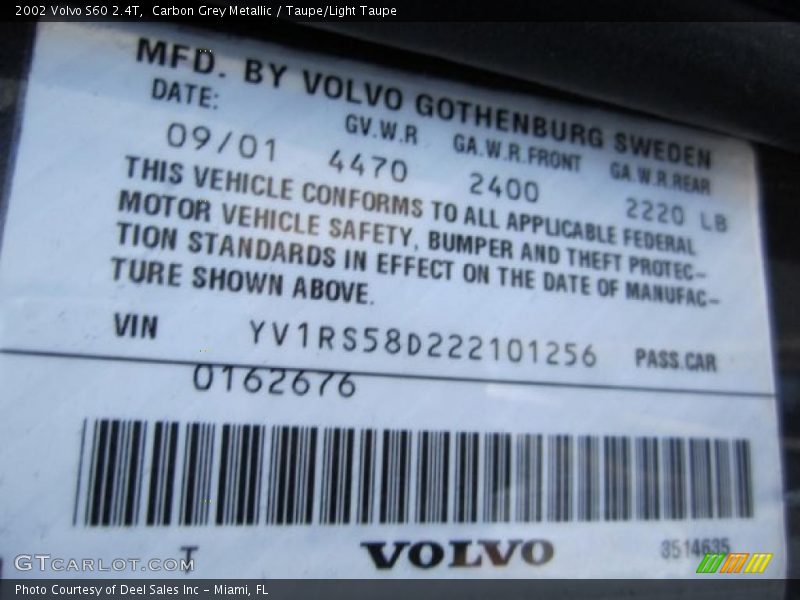 2002 Volvo S60 2.4T, Carbon Grey Metallic / Taupe/Light Taupe
MFD. BY VOLVO GOTHENBURG SWEDEN
DATE: GV.W.R GA.W.R.FRONT GA.W.R.REAR
09/01 4470 2400 2220 LB
THIS VEHICLE CONFORMS TO ALL APPLICABLE FEDERAL
MOTOR VEHICLE SAFETY, BUMPER AND THEFT PROTEC-
TION STANDARDS IN EFFECT ON THE DATE OF MANUFAC-
TURE SHOWN ABOVE.
VIN YV1RS58D222101256 PASS.CAR
0162676
T VOLVO 3514635
GTcarlot.com
Photo Courtesy of Deel Sales Inc - Miami, FL